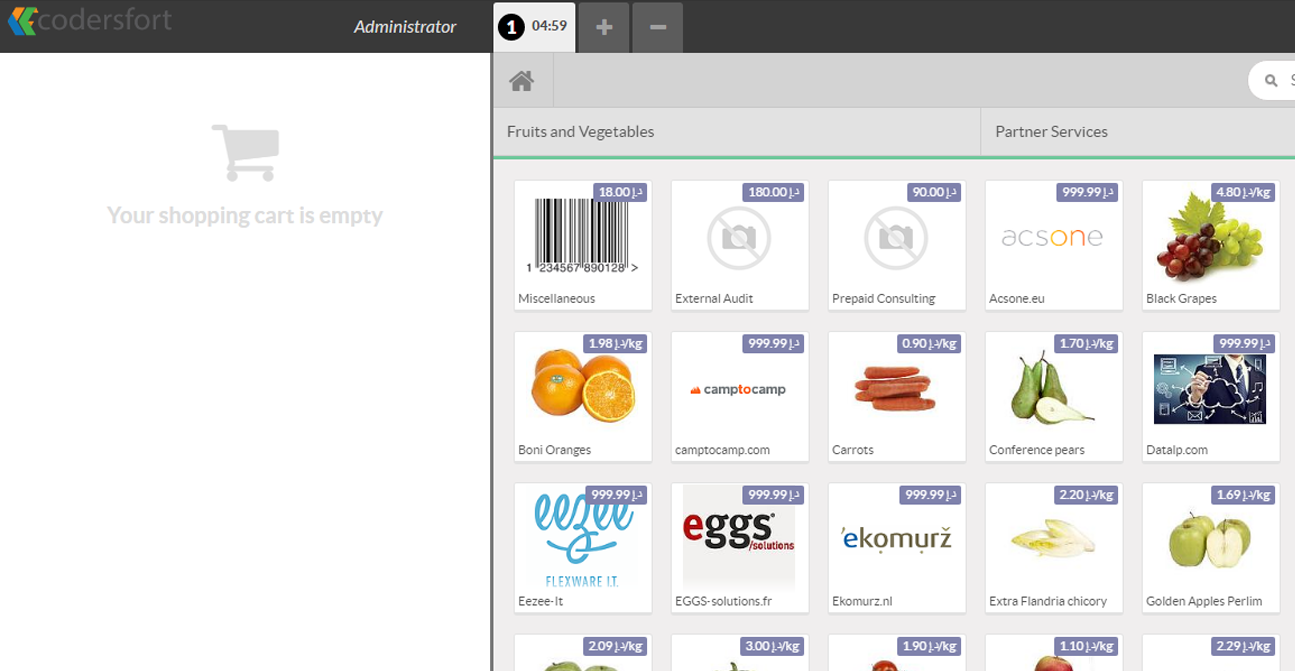 codersfort
Administrator
1 04:59
Your shopping cart is empty
Fruits and Vegetables
Partner Services
18.00 د.إ
1 234567 890128 >
Miscellaneous
180.00 د.إ
External Audit
90.00 د.إ
Prepaid Consulting
999.99 د.إ
acsone
Acsone.eu
4.80 د.إ/kg
Black Grapes
1.98 د.إ/kg
Boni Oranges
999.99 د.إ
camptocamp
camptocamp.com
0.90 د.إ/kg
Carrots
1.70 د.إ/kg
Conference pears
999.99 د.إ
Datalp.com
999.99 د.إ
eezee
FLEXWARE I.T.
Eezee-It
999.99 د.إ
eggs
/solutions
EGGS-solutions.fr
999.99 د.إ
'ekomurž
Ekomurz.nl
2.20 د.إ/kg
Extra Flandria chicory
1.69 د.إ/kg
Golden Apples Perlim
2.09 د.إ/kg
3.00 د.إ/kg
1.90 د.إ/kg
1.10 د.إ/kg
2.29 د.إ/kg